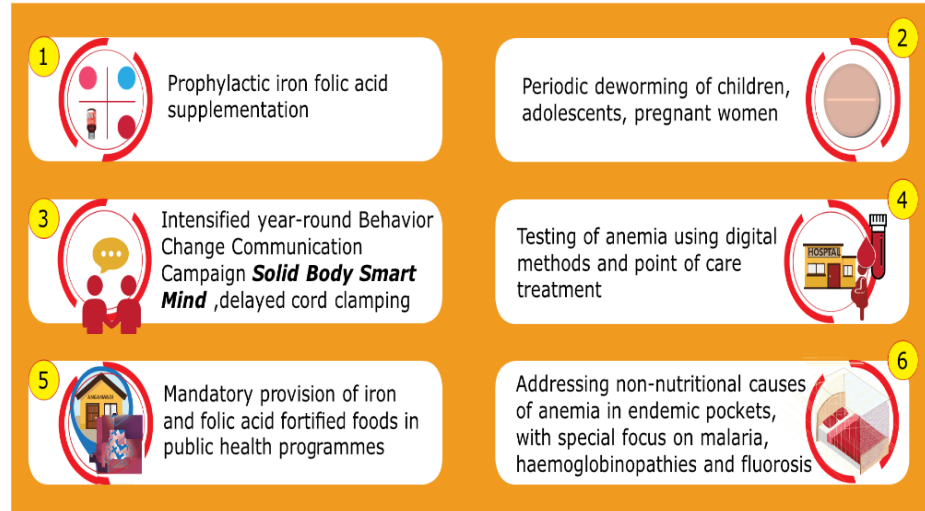 1
Prophylactic iron folic acid
supplementation
2
Periodic deworming of children,
adolescents, pregnant women
3
Intensified year-round Behavior
Change Communication
Campaign Solid Body Smart
Mind ,delayed cord clamping
4
Testing of anemia using digital
methods and point of care
treatment
HOSPTAL
5
Mandatory provision of iron
and folic acid fortified foods in
public health programmes
ANGANWADI
6
Addressing non-nutritional causes
of anemia in endemic pockets,
with special focus on malaria,
haemoglobinopathies and fluorosis